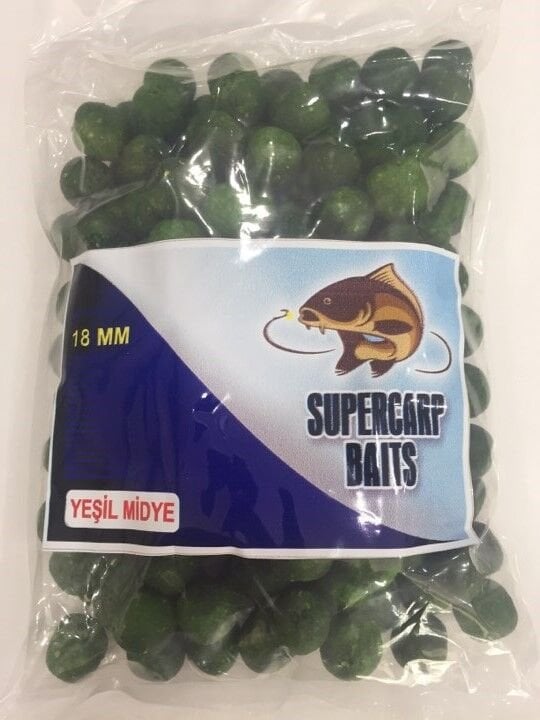 18 MM
SUPERCARP
BAITS
YEŞİL MİDYE